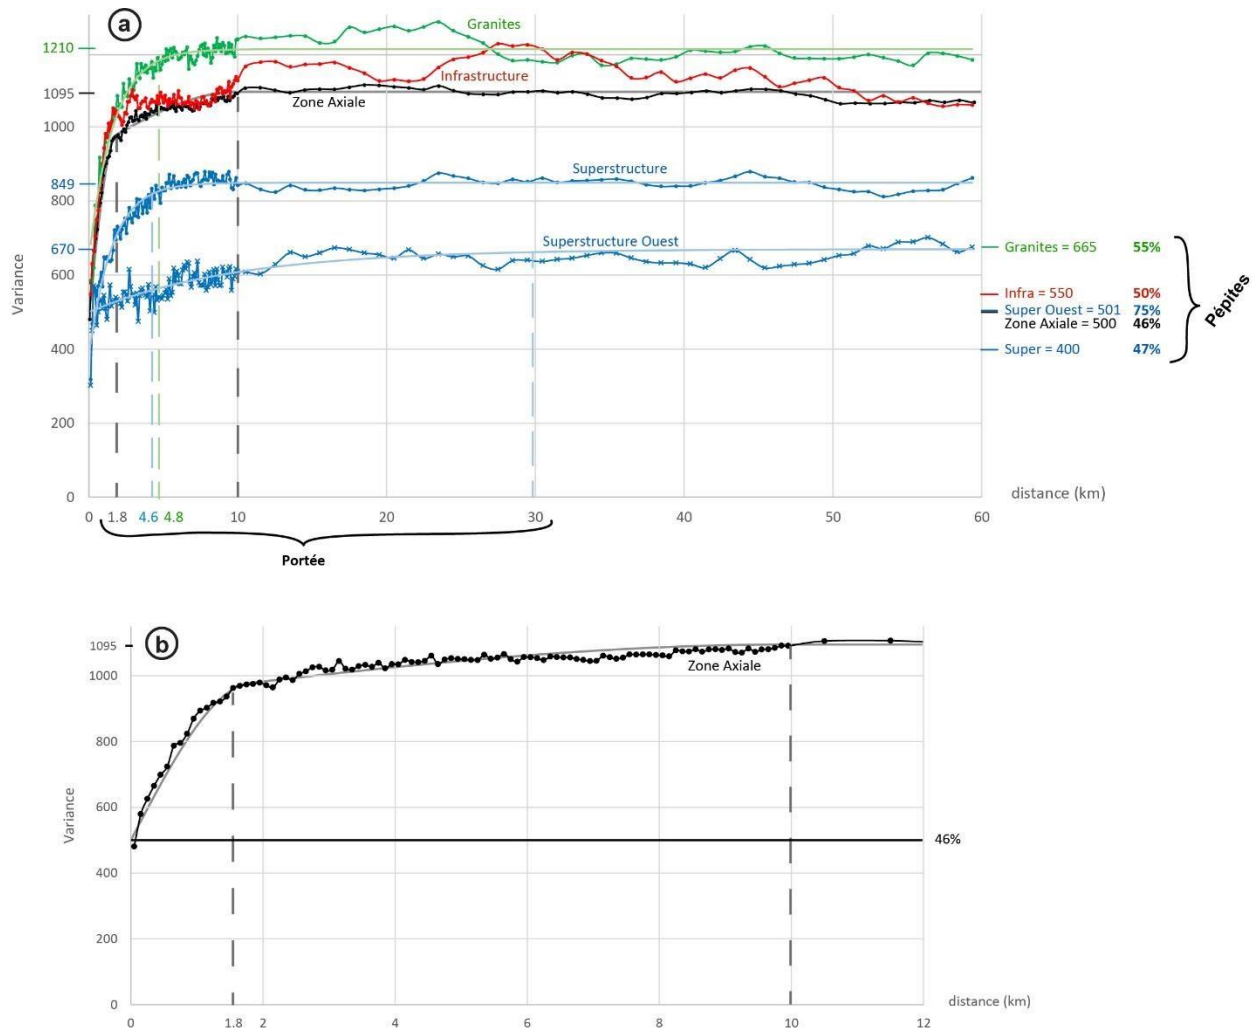 a
Granites
1210
Infrastructure
1095
Zone Axiale
1000
Superstructure
849
800
Superstructure Ouest
670
Granites = 665 55%
600
Variance
Infra = 550 50%
Super Ouest = 501 75%
Zone Axiale = 500 46%
Pépites
400
Super = 400 47%
200
0
distance (km)
0 1.8 4.6 4.8 10 20 30 40 50 60
Portée
b
1095
1000
Zone Axiale
800
Variance
600
46%
400
200
0
distance (km)
0 1.8 2 4 6 8 10 12